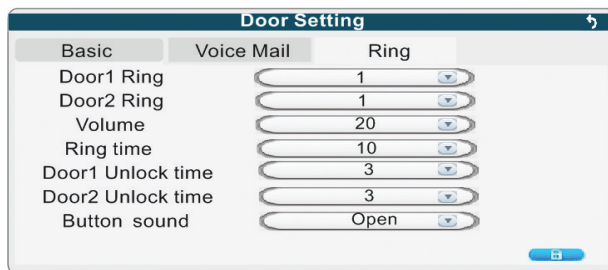 Door Setting
Basic Voice Mail Ring
Door1 Ring 1
Door2 Ring 1
Volume 20
Ring time 10
Door1 Unlock time 3
Door2 Unlock time 3
Button sound Open